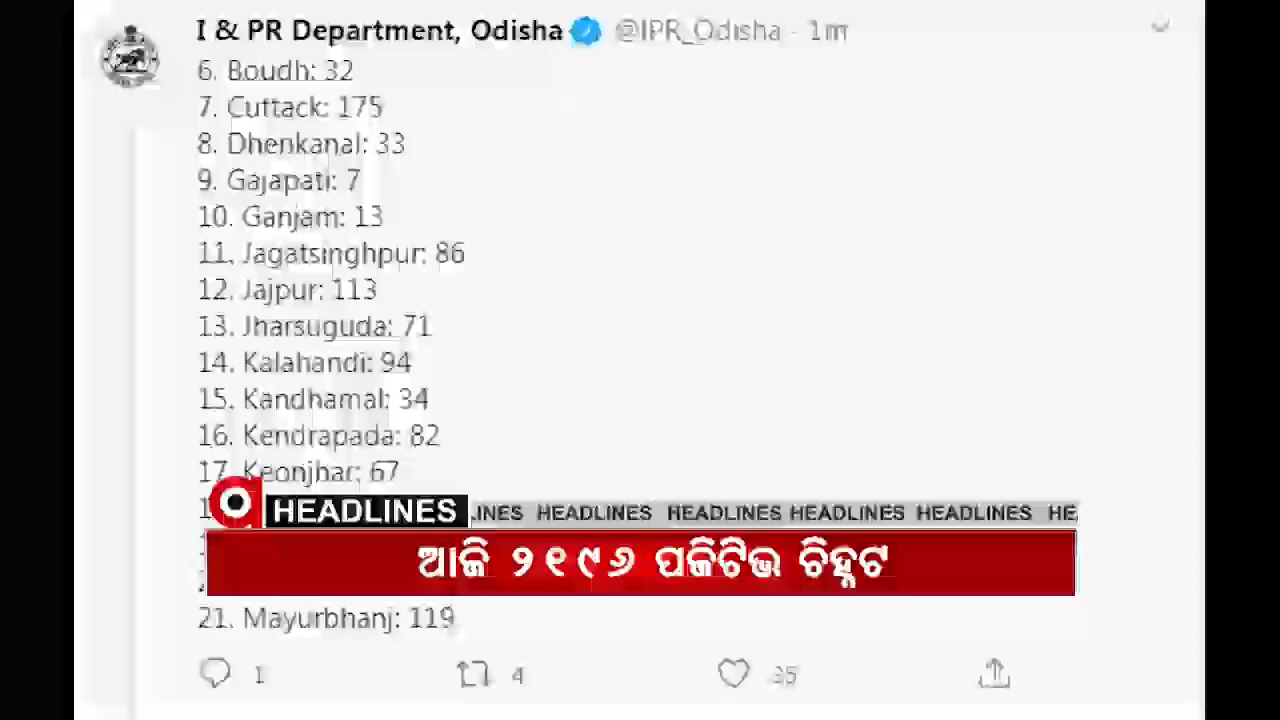 I & PR Department, Odisha @IPR_Odisha - 1m
6. Boudh: 32
7. Cuttack: 175
8. Dhenkanal: 33
9. Gajapati: 7
10. Ganjam: 13
11. Jagatsinghpur: 86
12. Jajpur: 113
13. Jharsuguda: 71
14. Kalahandi: 94
15. Kandhamal: 34
16. Kendrapada: 82
17. Keonjhar: 67
HEADLINES HEADLINES HEADLINES HEADLINES HEADLINES
ଆଜି ୨୧୯୬ ପଜିଟିଭ ଚିହ୍ନଟ
21. Mayurbhanj: 119
1 4 35